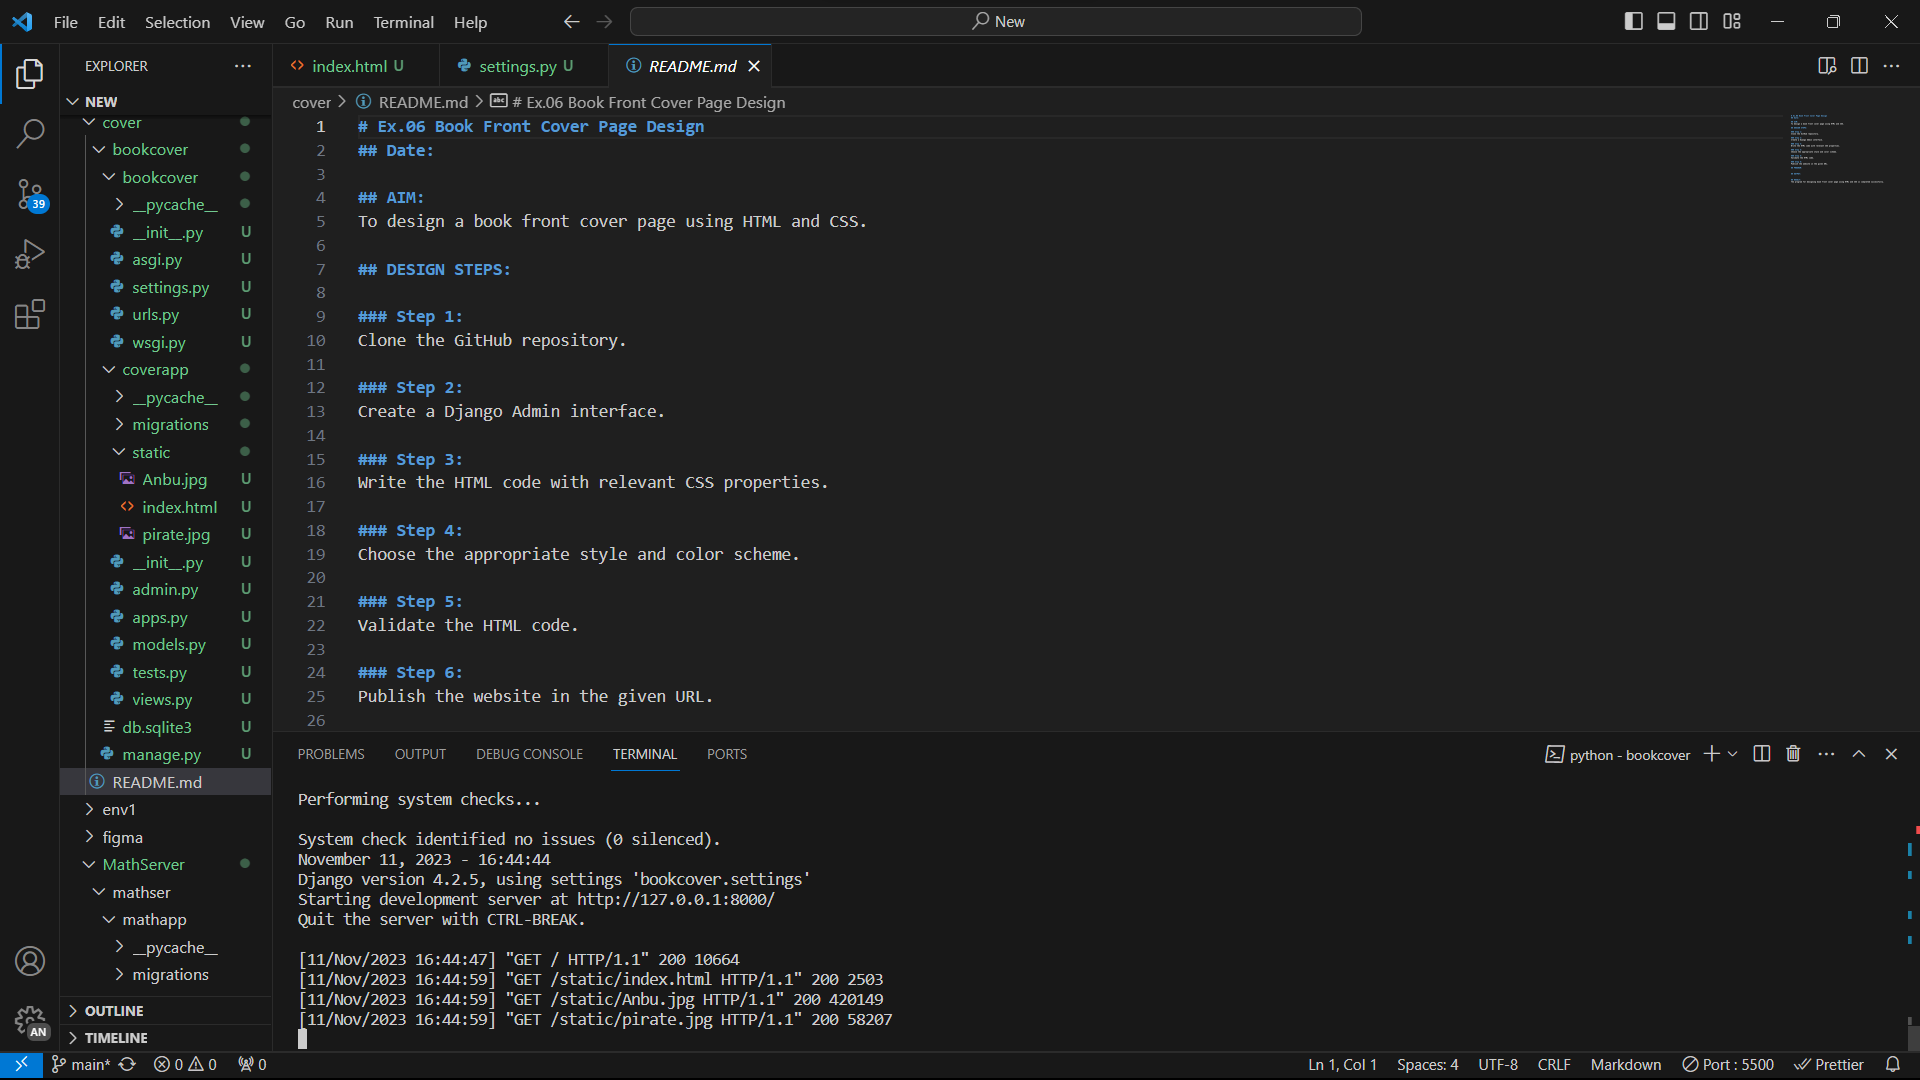 File Edit Selection View Go Run Terminal Help
New
EXPLORER
NEW
cover
bookcover
bookcover
__pycache__
__init__.py U
asgi.py U
settings.py U
urls.py U
wsgi.py U
coverapp
__pycache__
migrations
static
Anbu.jpg U
index.html U
pirate.jpg U
__init__.py U
admin.py U
apps.py U
models.py U
tests.py U
views.py U
db.sqlite3 U
manage.py U
README.md
env1
figma
MathServer
mathser
mathapp
__pycache__
migrations
OUTLINE
TIMELINE
39
AN
index.html U settings.py U README.md
cover > README.md > # Ex.06 Book Front Cover Page Design
1 # Ex.06 Book Front Cover Page Design
2 ## Date:
3
4 ## AIM:
5 To design a book front cover page using HTML and CSS.
6
7 ## DESIGN STEPS:
8
9 ### Step 1:
10 Clone the GitHub repository.
11
12 ### Step 2:
13 Create a Django Admin interface.
14
15 ### Step 3:
16 Write the HTML code with relevant CSS properties.
17
18 ### Step 4:
19 Choose the appropriate style and color scheme.
20
21 ### Step 5:
22 Validate the HTML code.
23
24 ### Step 6:
25 Publish the website in the given URL.
26
PROBLEMS OUTPUT DEBUG CONSOLE TERMINAL PORTS
python - bookcover
Performing system checks...
System check identified no issues (0 silenced).
November 11, 2023 - 16:44:44
Django version 4.2.5, using settings 'bookcover.settings'
Starting development server at http://127.0.0.1:8000/
Quit the server with CTRL-BREAK.
[11/Nov/2023 16:44:47] "GET / HTTP/1.1" 200 10664
[11/Nov/2023 16:44:59] "GET /static/index.html HTTP/1.1" 200 2503
[11/Nov/2023 16:44:59] "GET /static/Anbu.jpg HTTP/1.1" 200 420149
[11/Nov/2023 16:44:59] "GET /static/pirate.jpg HTTP/1.1" 200 58207
main* 0 0 0
Ln 1, Col 1 Spaces: 4 UTF-8 CRLF Markdown Port : 5500 Prettier